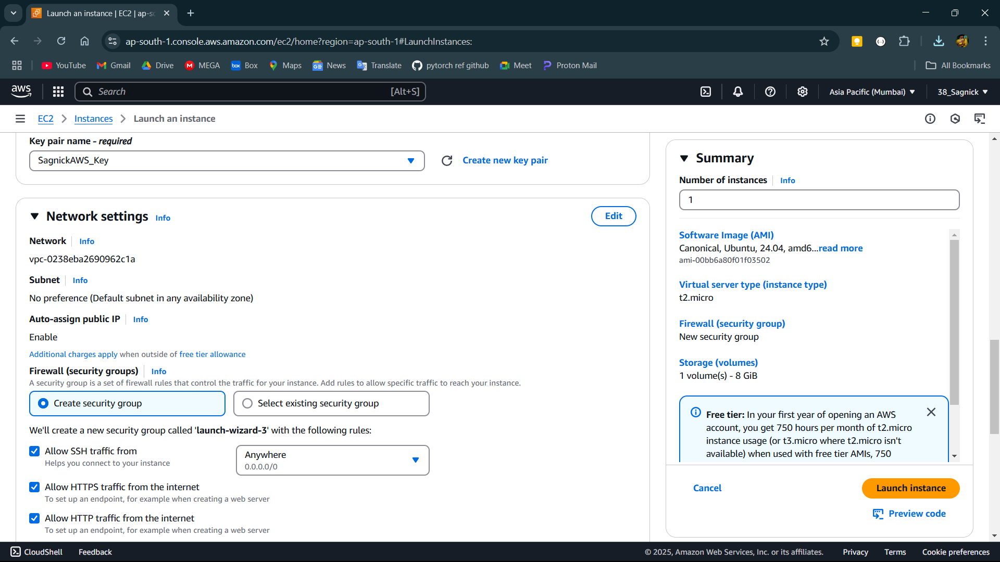 Launch an instance | EC2 | ap-so
ap-south-1.console.aws.amazon.com/ec2/home?region=ap-south-1#LaunchInstances:
YouTube Gmail Drive MEGA Box Maps News Translate pytorch ref github Meet Proton Mail All Bookmarks
aws Search [Alt+S] Asia Pacific (Mumbai) 38_Sagnick
EC2 Instances Launch an instance
Key pair name - required
SagnickAWS_Key
Create new key pair
Network settings Info
Edit
Network Info
vpc-0238eba2690962c1a
Subnet Info
No preference (Default subnet in any availability zone)
Auto-assign public IP Info
Enable
Additional charges apply when outside of free tier allowance
Firewall (security groups) Info
A security group is a set of firewall rules that control the traffic for your instance. Add rules to allow specific traffic to reach your instance.
Create security group
Select existing security group
We'll create a new security group called 'launch-wizard-3' with the following rules:
Allow SSH traffic from
Helps you connect to your instance
Anywhere
0.0.0.0/0
Allow HTTPS traffic from the internet
To set up an endpoint, for example when creating a web server
Allow HTTP traffic from the internet
To set up an endpoint, for example when creating a web server
Summary
Number of instances Info
1
Software Image (AMI)
Canonical, Ubuntu, 24.04, amd6...read more
ami-00bb6a80f01f03502
Virtual server type (instance type)
t2.micro
Firewall (security group)
New security group
Storage (volumes)
1 volume(s) - 8 GiB
Free tier: In your first year of opening an AWS
account, you get 750 hours per month of t2.micro
instance usage (or t3.micro where t2.micro isn't
available) when used with free tier AMIs, 750
Cancel
Launch instance
Preview code
CloudShell Feedback © 2025, Amazon Web Services, Inc. or its affiliates. Privacy Terms Cookie preferences